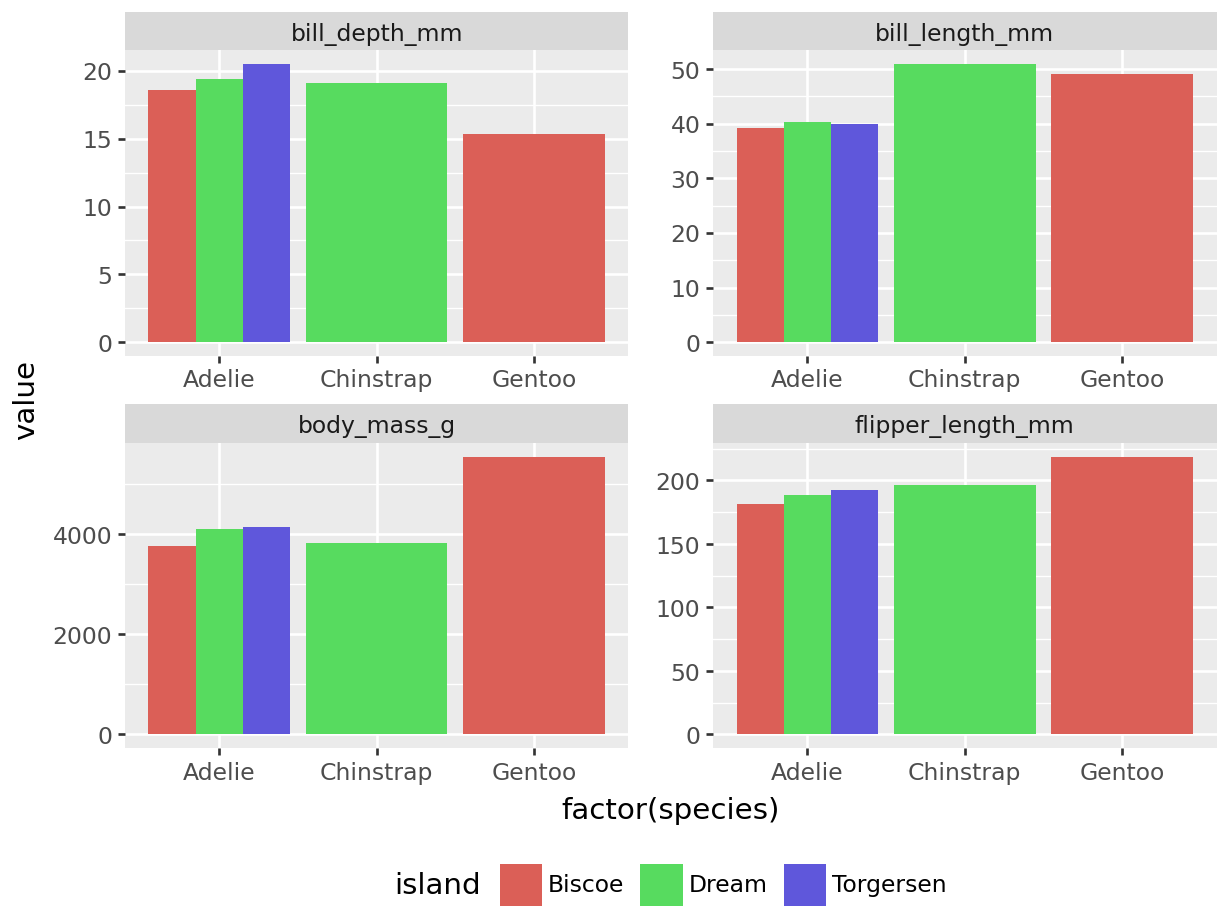 bill_depth_mm
bill_length_mm
20
15
10
5
0
50
40
30
20
10
0
Adelie Chinstrap Gentoo
Adelie Chinstrap Gentoo
value
body_mass_g
flipper_length_mm
4000
2000
0
200
150
100
50
0
Adelie Chinstrap Gentoo
Adelie Chinstrap Gentoo
factor(species)
island Biscoe Dream Torgersen